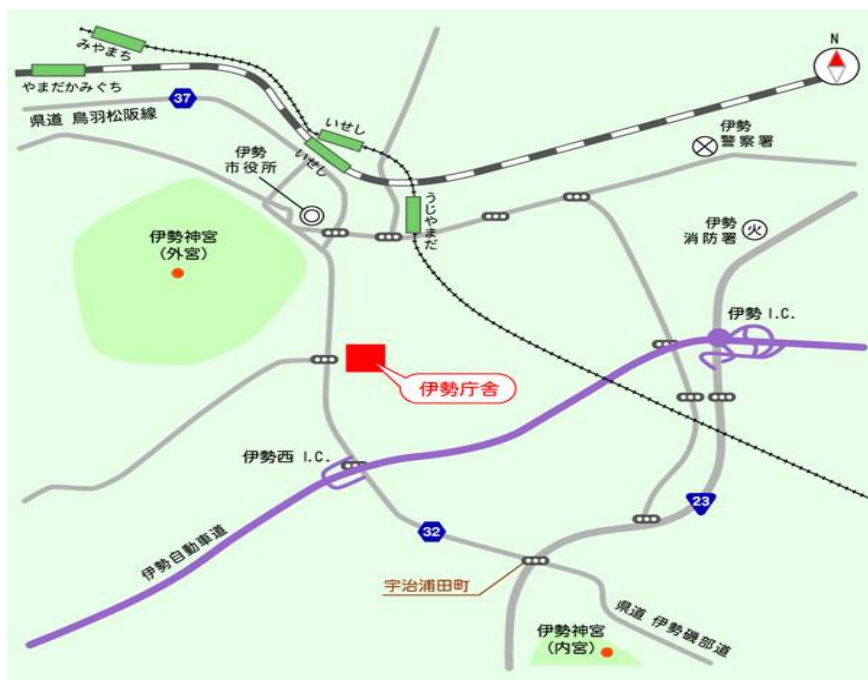 みやまち
N
やまだかみぐち
37
県道 鳥羽松阪線
いせし
いせし
伊勢
市役所
伊勢
警察署
うじやまだ
伊勢
消防署
火
伊勢神宮
(外宮)
伊勢 I.C.
伊勢庁舎
伊勢西 I.C.
23
32
伊勢自動車道
宇治浦田町
県道 伊勢磯部道
伊勢神宮
(内宮)